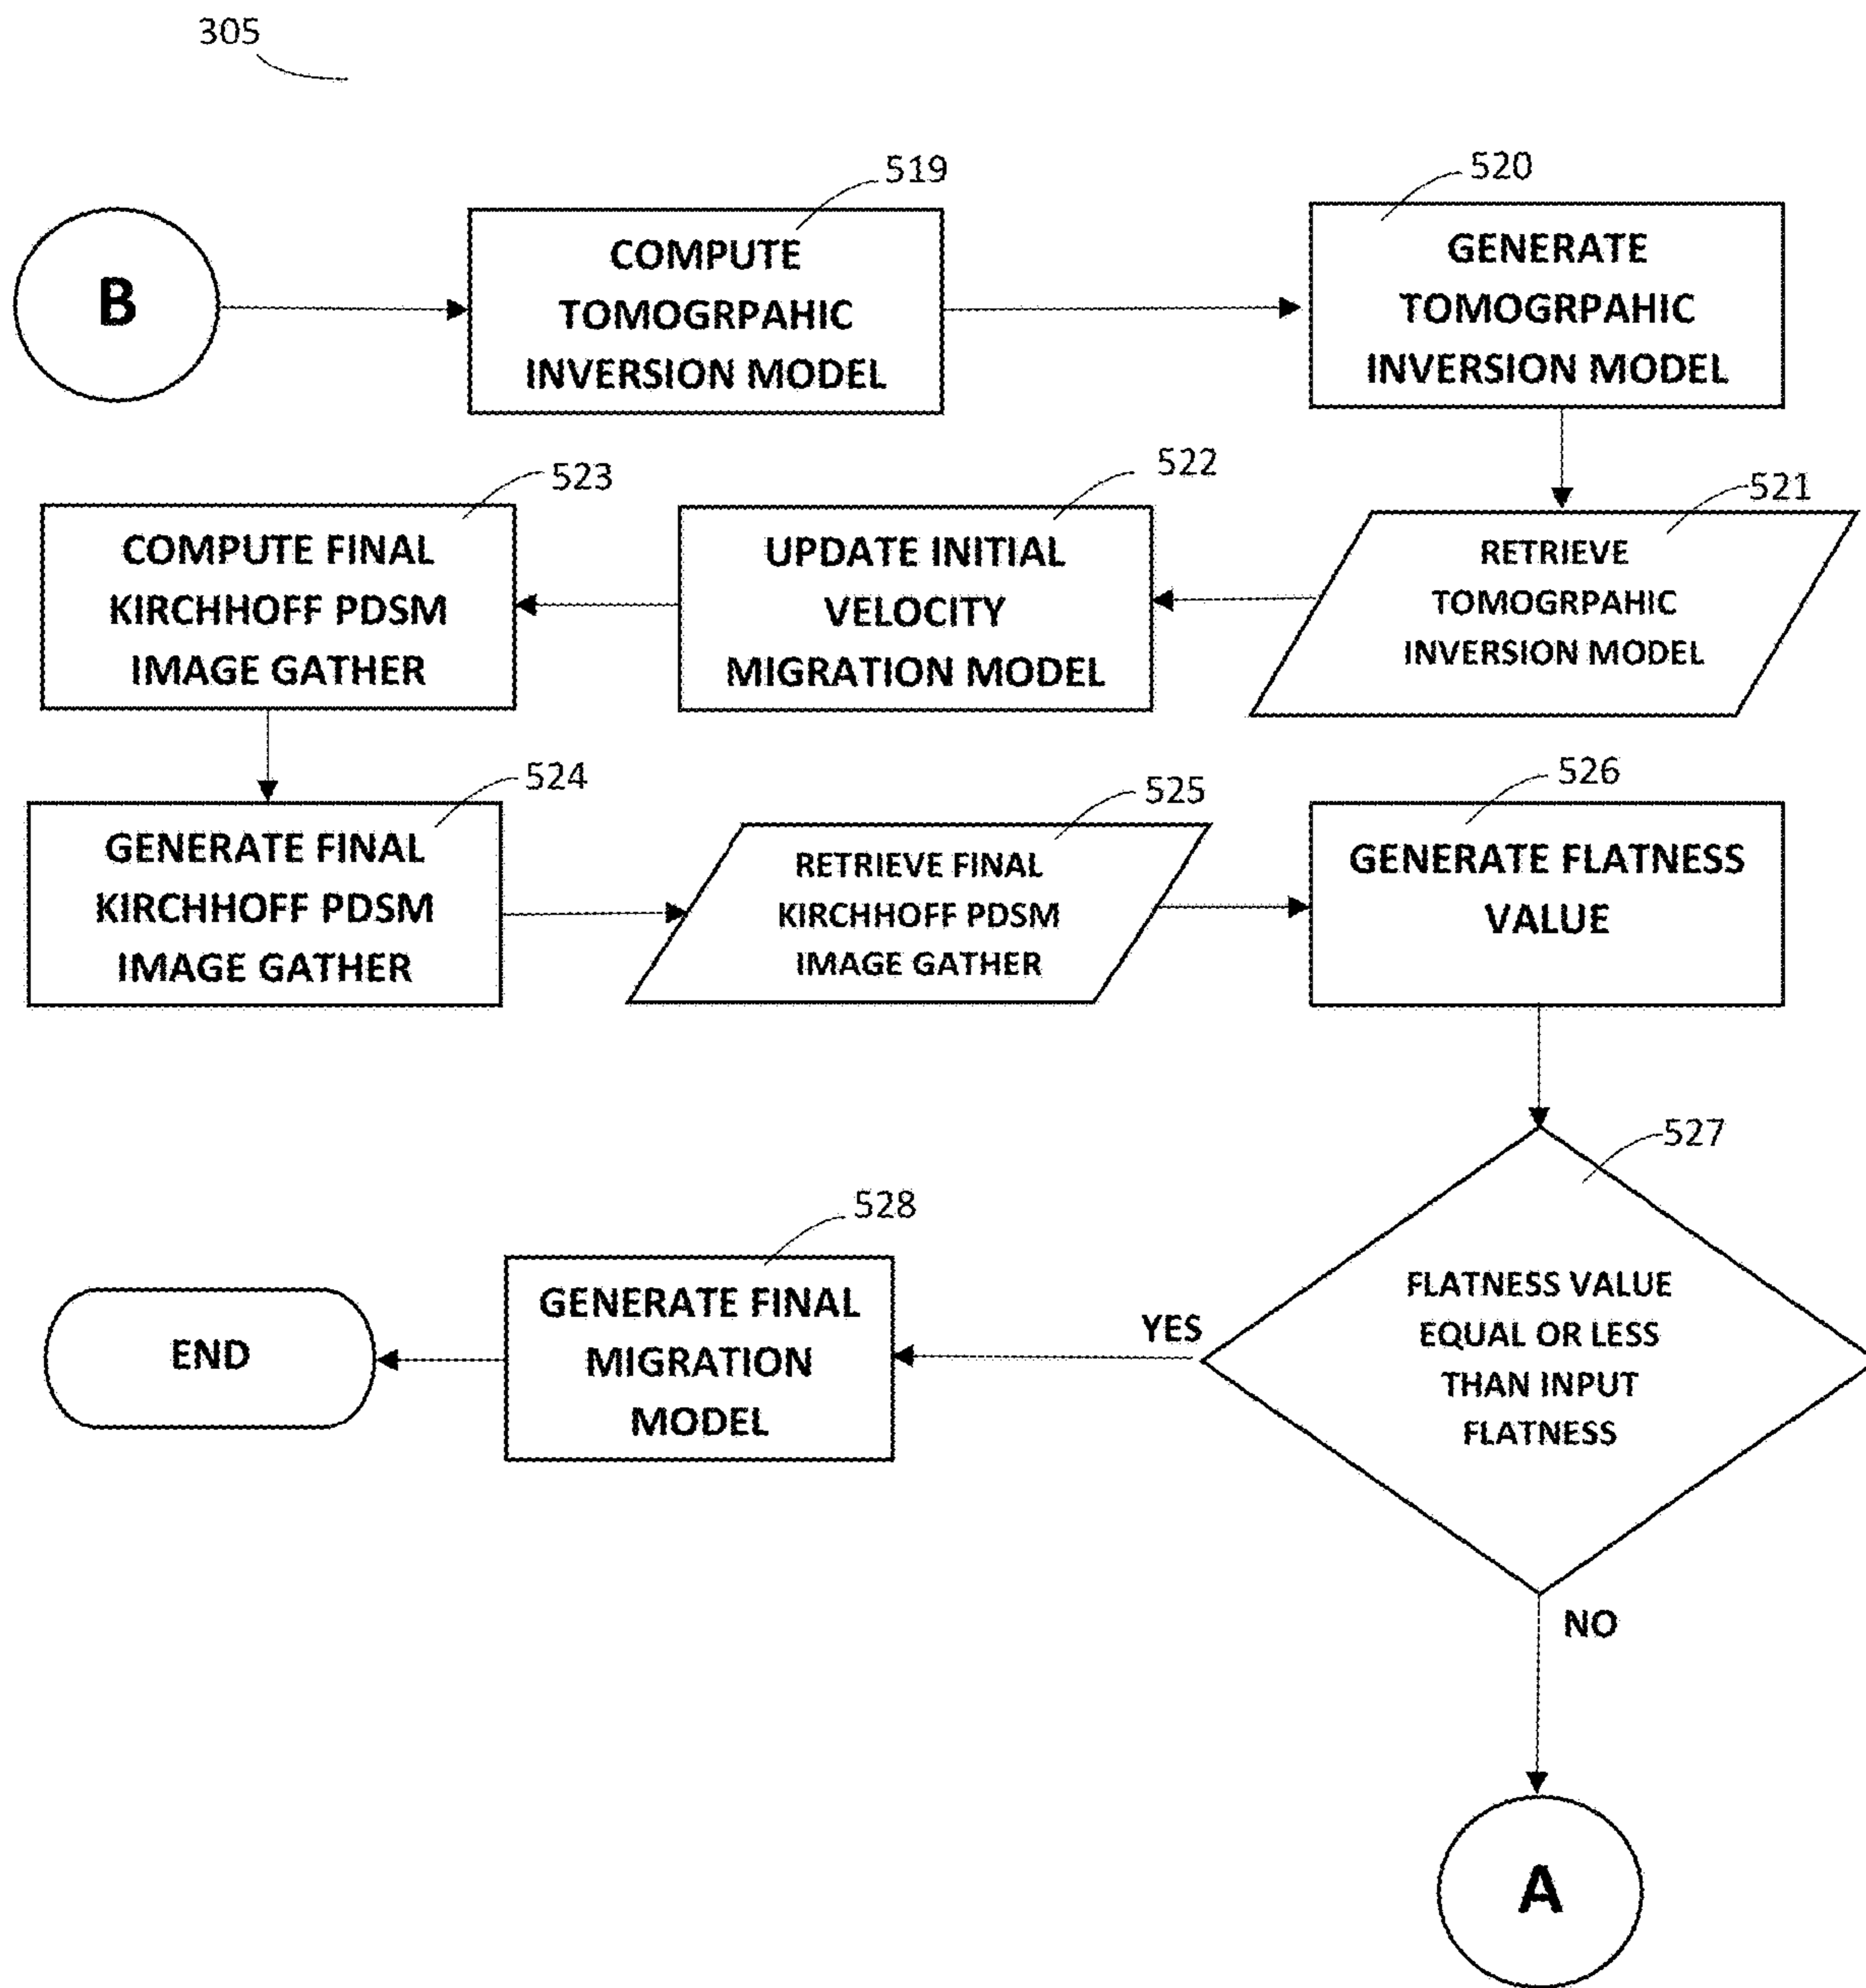 305
519
520
B
COMPUTE
TOMOGRPAHIC
INVERSION MODEL
GENERATE
TOMOGRPAHIC
INVERSION MODEL
523
522
521
COMPUTE FINAL
KIRCHHOFF PDSM
IMAGE GATHER
UPDATE INITIAL
VELOCITY
MIGRATION MODEL
RETRIEVE
TOMOGRPAHIC
INVERSION MODEL
524
525
526
GENERATE FINAL
KIRCHHOFF PDSM
IMAGE GATHER
RETRIEVE FINAL
KIRCHHOFF PDSM
IMAGE GATHER
GENERATE FLATNESS
VALUE
527
528
END
GENERATE FINAL
MIGRATION
MODEL
YES
FLATNESS VALUE
EQUAL OR LESS
THAN INPUT
FLATNESS
NO
A